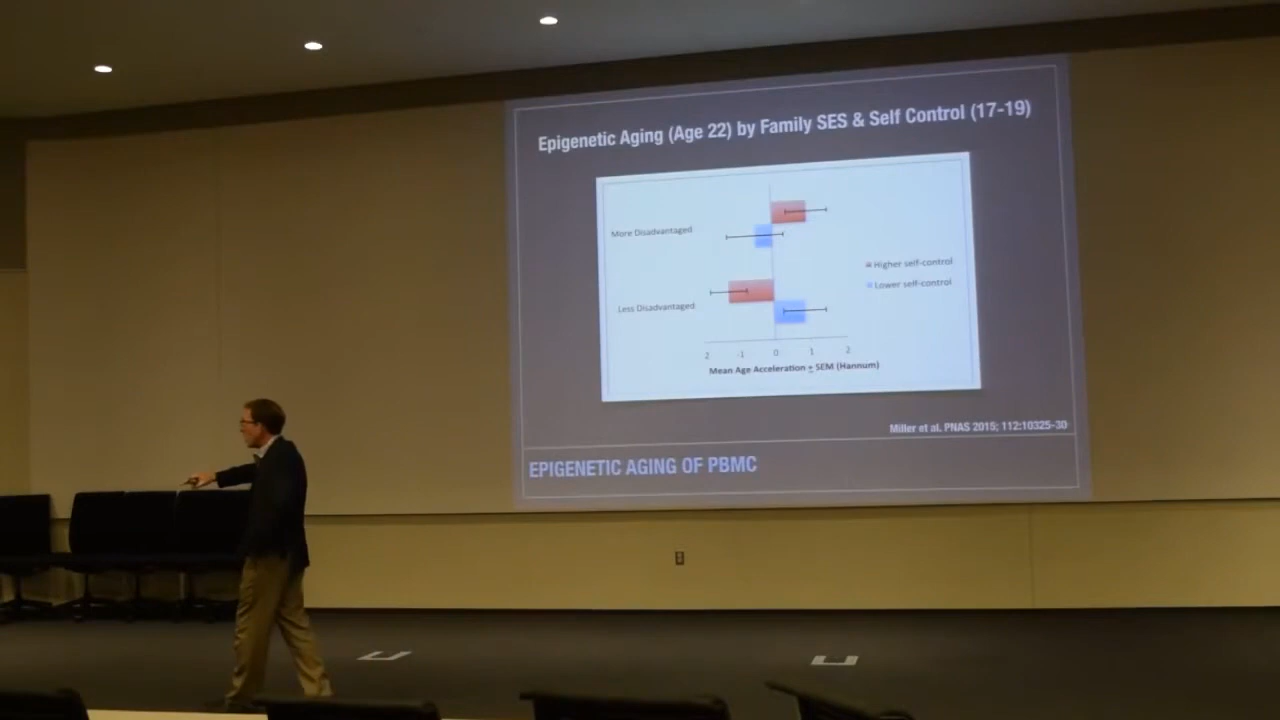 Epigenetic Aging (Age 22) by Family SES & Self Control (17-19)
More Disadvantaged
Higher self-control
Lower self-control
Less Disadvantaged
2 -1 0 1 2
Mean Age Acceleration + SEM (Hannum)
Miller et al. PNAS 2015; 112:10325-30
EPIGENETIC AGING OF PBMC